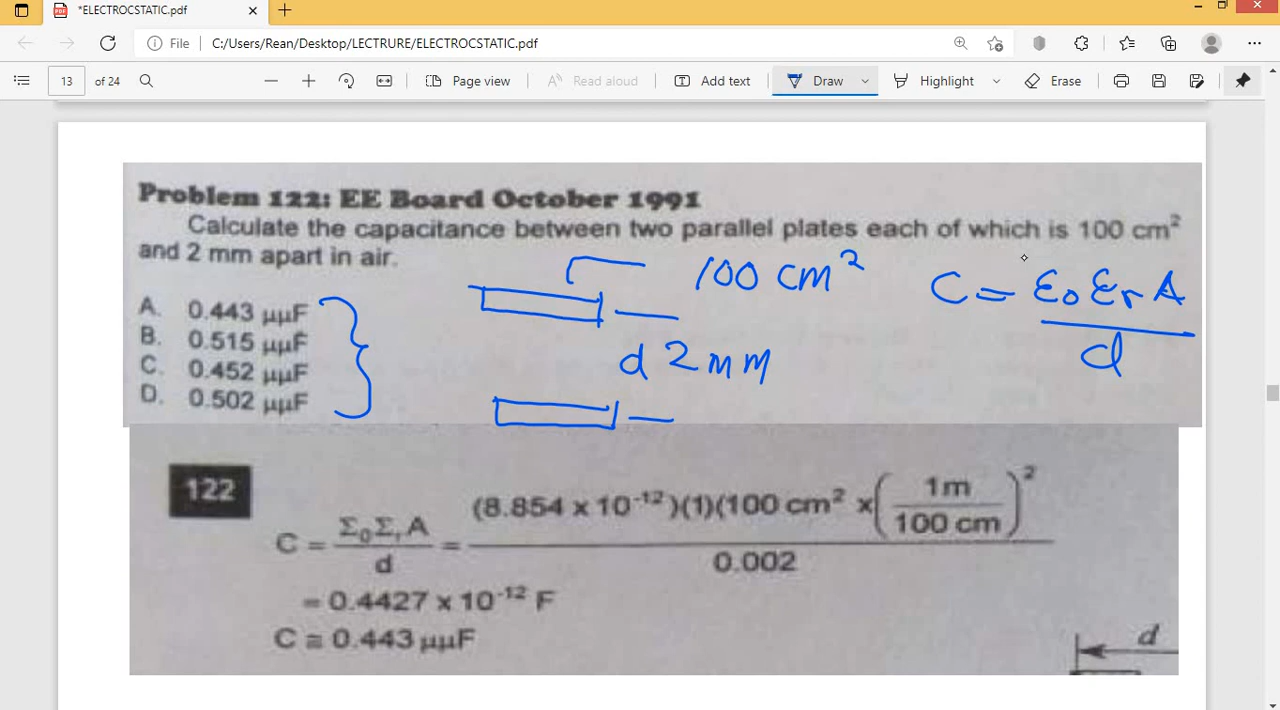 *ELECTROCSTATIC.pdf
File C:/Users/Rean/Desktop/LECTRURE/ELECTROCSTATIC.pdf
13 of 24 Page view Read aloud Add text Draw Highlight Erase
Problem 122: EE Board October 1991
Calculate the capacitance between two parallel plates each of which is 100 cm²
and 2 mm apart in air.
A. 0.443 µµF
B. 0.515 µµF
C. 0.452 µµF
D. 0.502 µµF
100 cm²
d 2mm
C = εo εr A / d
122
C = Σ₀ΣᵣA / d = (8.854 x 10⁻¹²)(1)(100 cm² x (1m / 100 cm)² / 0.002
= 0.4427 x 10⁻¹² F
C ≅ 0.443 µµF
d